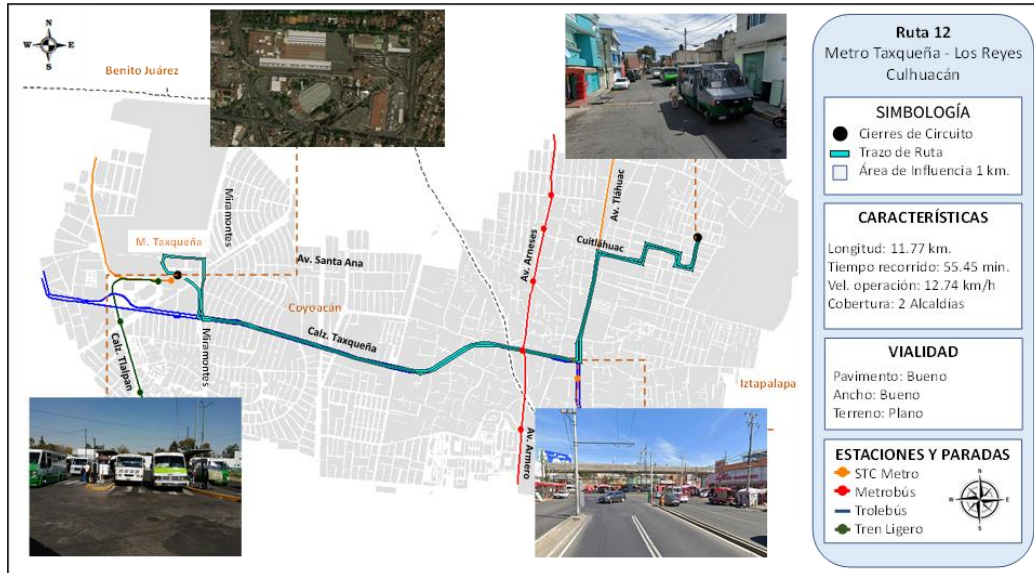 N
W E
S
Benito Juárez
M. Taxqueña
Miramontes
Av. Santa Ana
Coyoacán
Calz. Taxqueña
Miramontes
Calz. Tlalpan
Av. Arneses
Av. Armero
Av. Tláhuac
Cuitláhuac
Iztapalapa
Ruta 12
Metro Taxqueña - Los Reyes
Culhuacán
SIMBOLOGÍA
Cierres de Circuito
Trazo de Ruta
Área de Influencia 1 km.
CARACTERÍSTICAS
Longitud: 11.77 km.
Tiempo recorrido: 55.45 min.
Vel. operación: 12.74 km/h
Cobertura: 2 Alcaldías
VIALIDAD
Pavimento: Bueno
Ancho: Bueno
Terreno: Plano
ESTACIONES Y PARADAS
STC Metro
Metrobús
Trolebús
Tren Ligero
N
W E
S